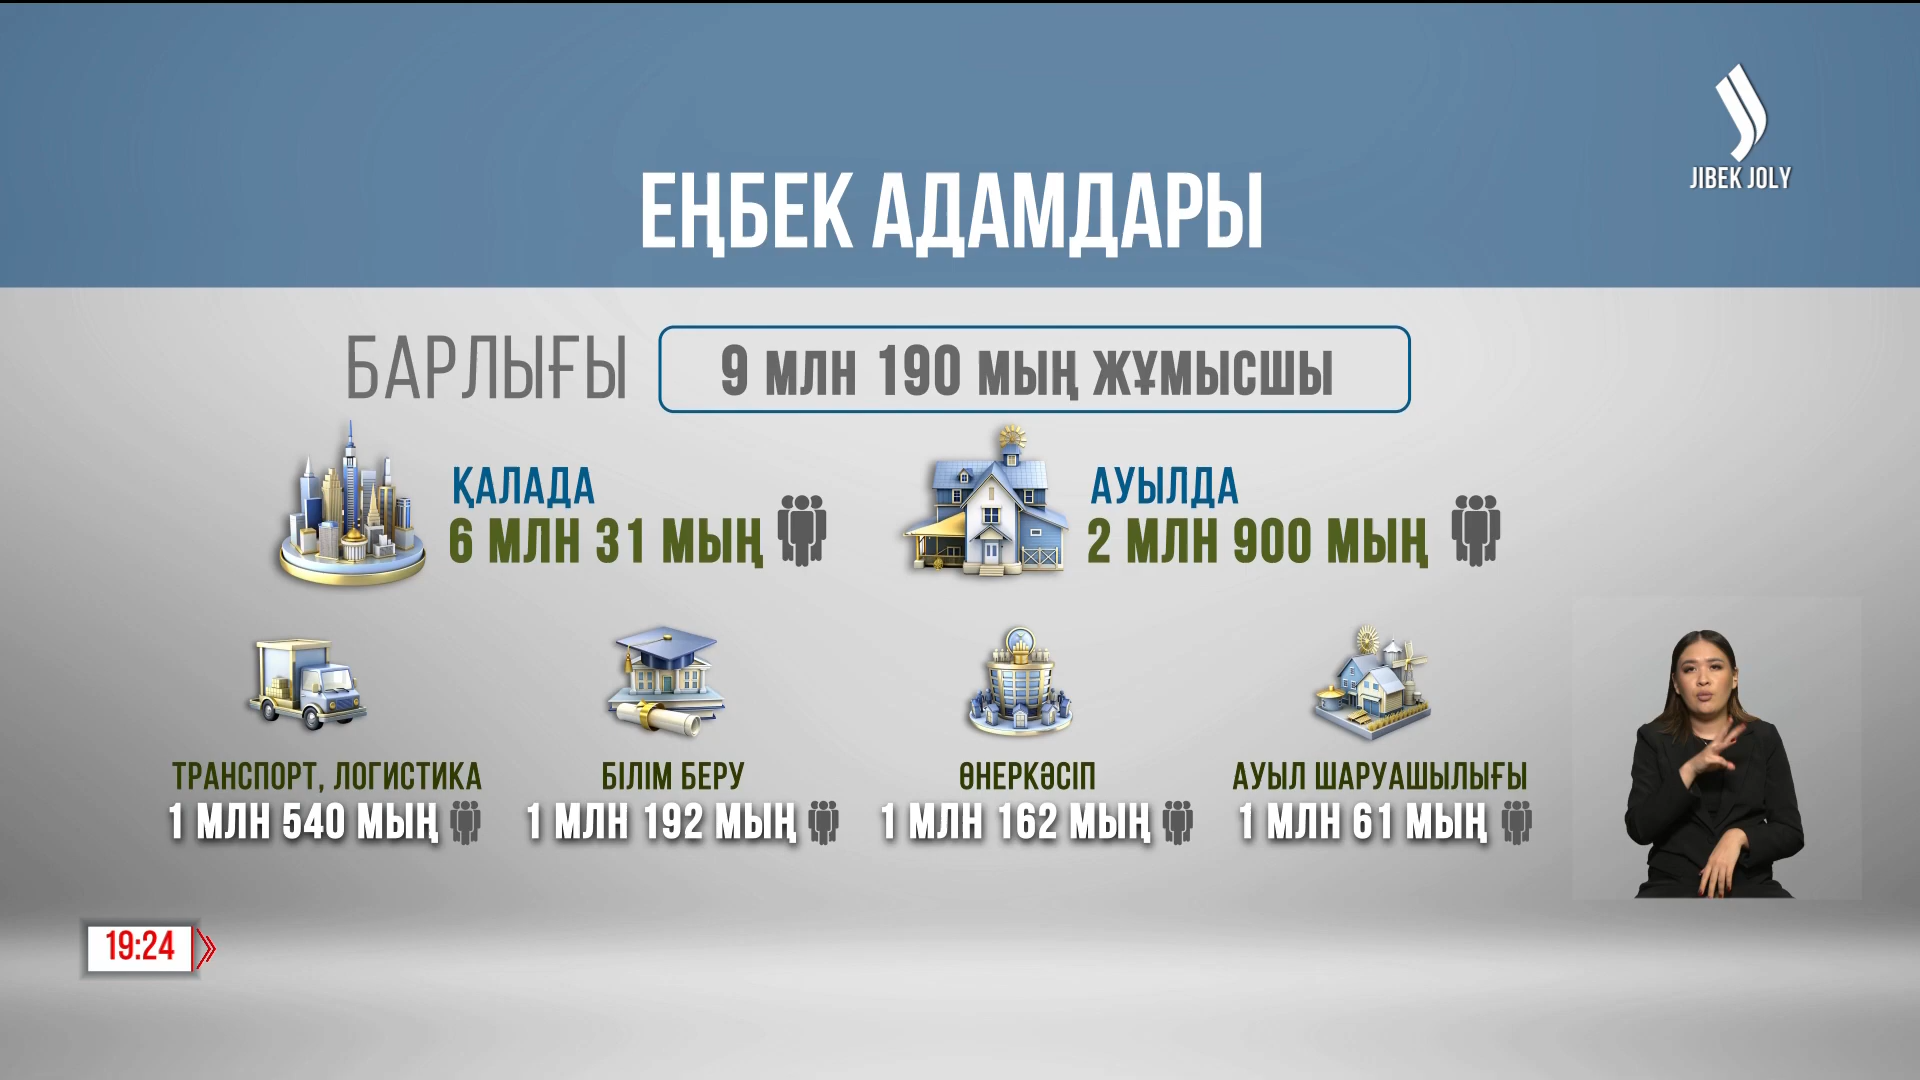 JIBEK JOLY
ЕҢБЕК АДАМДАРЫ
БАРЛЫҒЫ
9 МЛН 190 МЫҢ ЖҰМЫСШЫ
ҚАЛАДА
6 МЛН 31 МЫҢ
АУЫЛДА
2 МЛН 900 МЫҢ
ТРАНСПОРТ, ЛОГИСТИКА
1 МЛН 540 МЫҢ
БІЛІМ БЕРУ
1 МЛН 192 МЫҢ
ӨНЕРКӘСІП
1 МЛН 162 МЫҢ
АУЫЛ ШАРУАШЫЛЫҒЫ
1 МЛН 61 МЫҢ
19:24